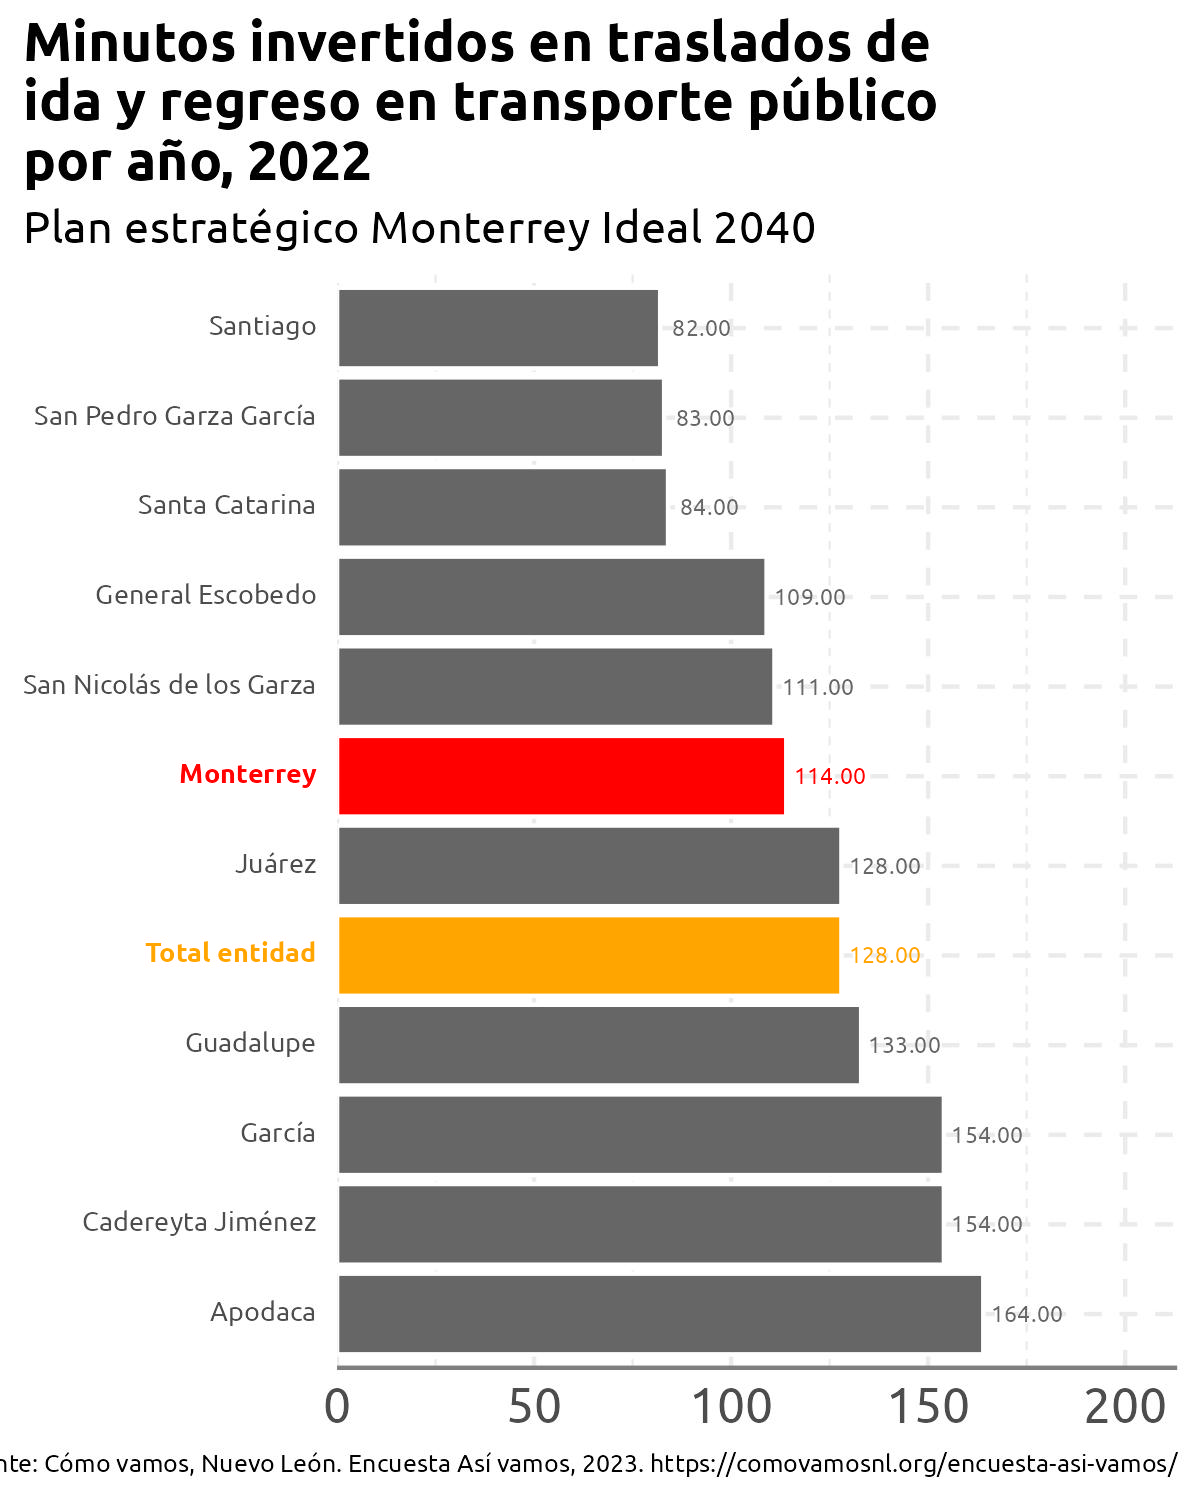 Minutos invertidos en traslados de
ida y regreso en transporte público
por año, 2022
Plan estratégico Monterrey Ideal 2040
Santiago 82.00
San Pedro Garza García 83.00
Santa Catarina 84.00
General Escobedo 109.00
San Nicolás de los Garza 111.00
Monterrey 114.00
Juárez 128.00
Total entidad 128.00
Guadalupe 133.00
García 154.00
Cadereyta Jiménez 154.00
Apodaca 164.00
0 50 100 150 200
nte: Cómo vamos, Nuevo León. Encuesta Así vamos, 2023. https://comovamosnl.org/encuesta-asi-vamos/